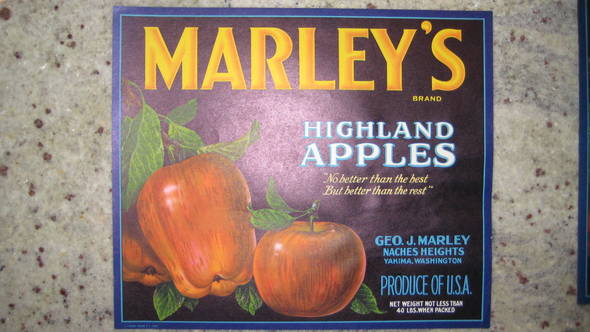 MARLEY'S
BRAND
HIGHLAND
APPLES
"No better than the best
But better than the rest"
GEO. J. MARLEY
NACHES HEIGHTS
YAKIMA, WASHINGTON
PRODUCE OF U.S.A.
NET WEIGHT NOT LESS THAN
40 LBS. WHEN PACKED